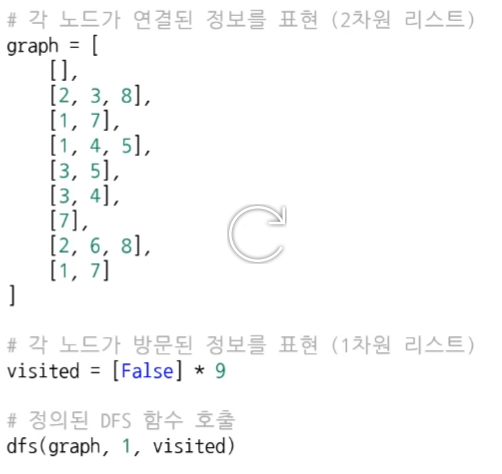 # 각 노드가 연결된 정보를 표현 (2차원 리스트)
graph = [
    [],
    [2, 3, 8],
    [1, 7],
    [1, 4, 5],
    [3, 5],
    [3, 4],
    [7],
    [2, 6, 8],
    [1, 7]
]
# 각 노드가 방문된 정보를 표현 (1차원 리스트)
visited = [False] * 9
# 정의된 DFS 함수 호출
dfs(graph, 1, visited)